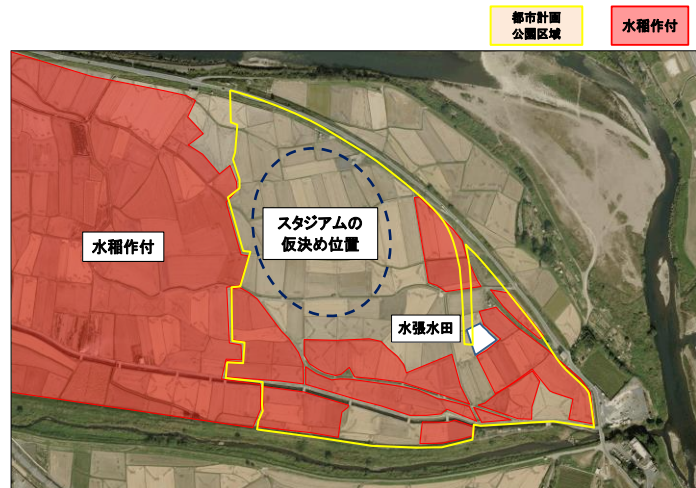 都市計画
公園区域
水稲作付
スタジアムの
仮決め位置
水稲作付
水張水田